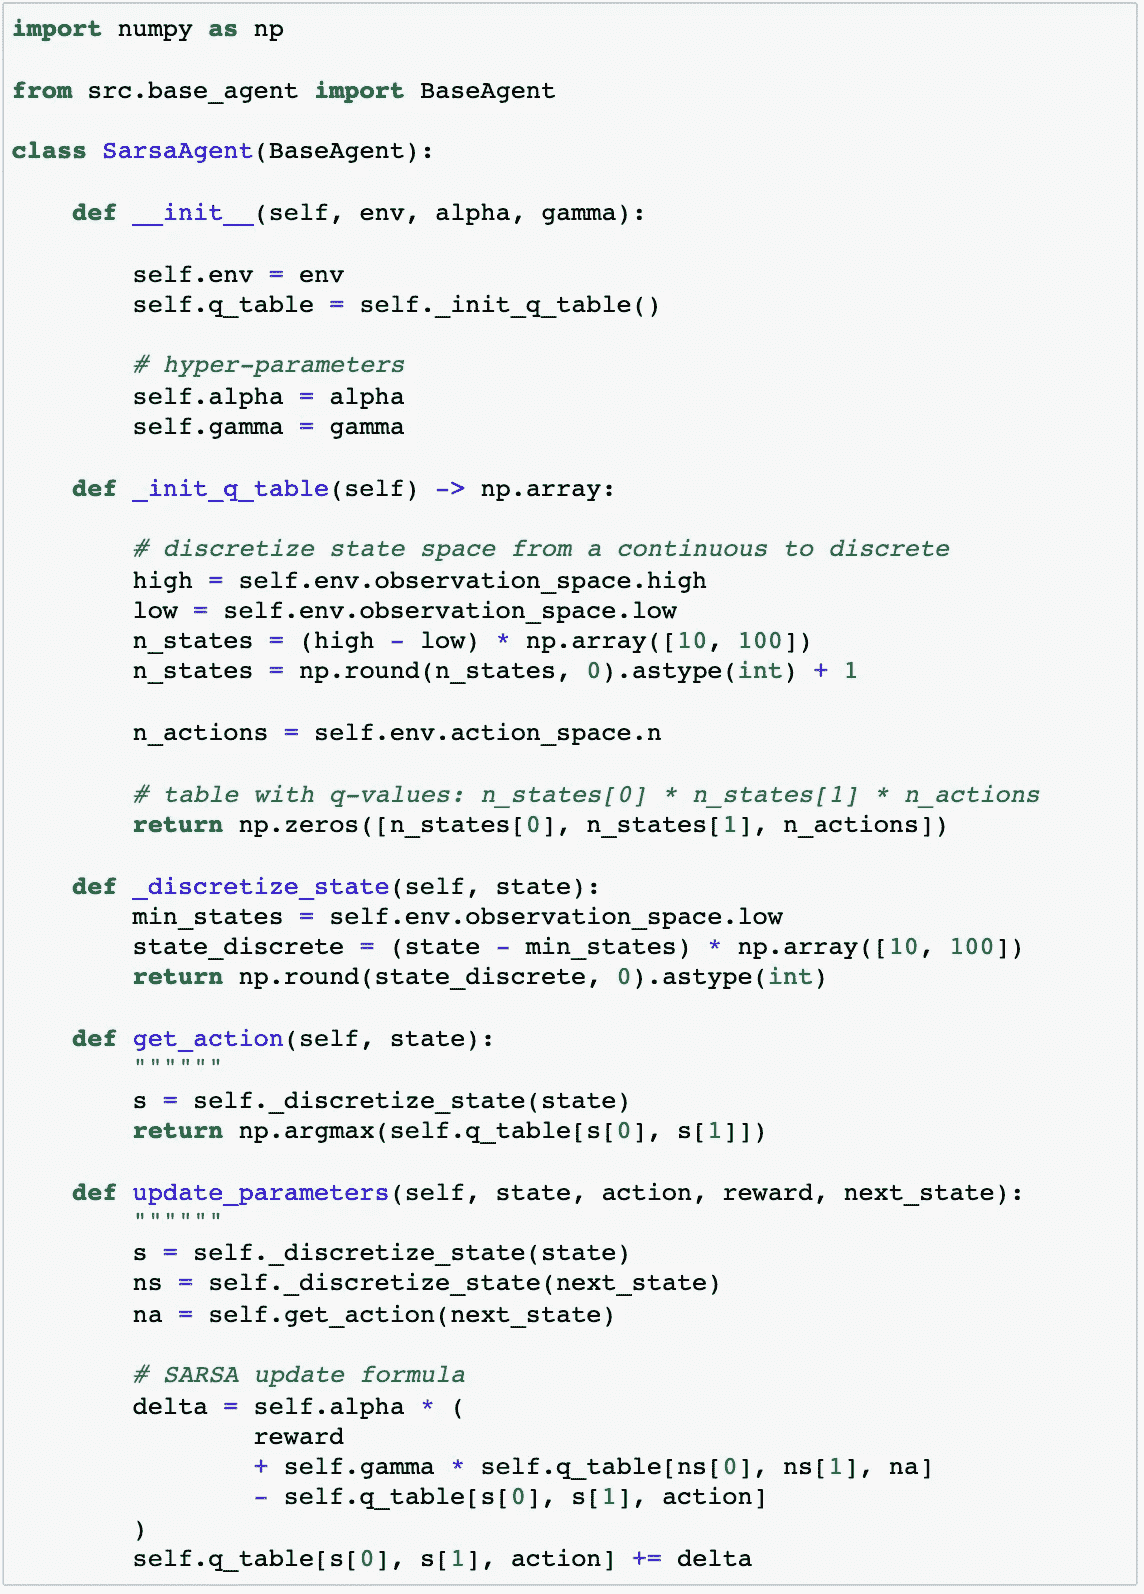 import numpy as np
from src.base_agent import BaseAgent
class SarsaAgent(BaseAgent):
    def __init__(self, env, alpha, gamma):
        self.env = env
        self.q_table = self._init_q_table()
        # hyper-parameters
        self.alpha = alpha
        self.gamma = gamma
    def _init_q_table(self) -> np.array:
        # discretize state space from a continuous to discrete
        high = self.env.observation_space.high
        low = self.env.observation_space.low
        n_states = (high - low) * np.array([10, 100])
        n_states = np.round(n_states, 0).astype(int) + 1
        n_actions = self.env.action_space.n
        # table with q-values: n_states[0] * n_states[1] * n_actions
        return np.zeros([n_states[0], n_states[1], n_actions])
    def _discretize_state(self, state):
        min_states = self.env.observation_space.low
        state_discrete = (state - min_states) * np.array([10, 100])
        return np.round(state_discrete, 0).astype(int)
    def get_action(self, state):
        """"""
        s = self._discretize_state(state)
        return np.argmax(self.q_table[s[0], s[1]])
    def update_parameters(self, state, action, reward, next_state):
        """"""
        s = self._discretize_state(state)
        ns = self._discretize_state(next_state)
        na = self.get_action(next_state)
        # SARSA update formula
        delta = self.alpha * (
                reward
                + self.gamma * self.q_table[ns[0], ns[1], na]
                - self.q_table[s[0], s[1], action]
        )
        self.q_table[s[0], s[1], action] += delta